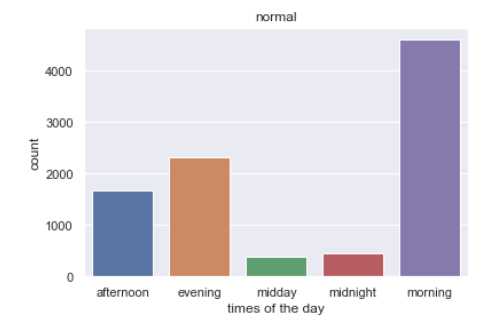 normal
count
4000
3000
2000
1000
0
afternoon evening midday midnight morning
times of the day